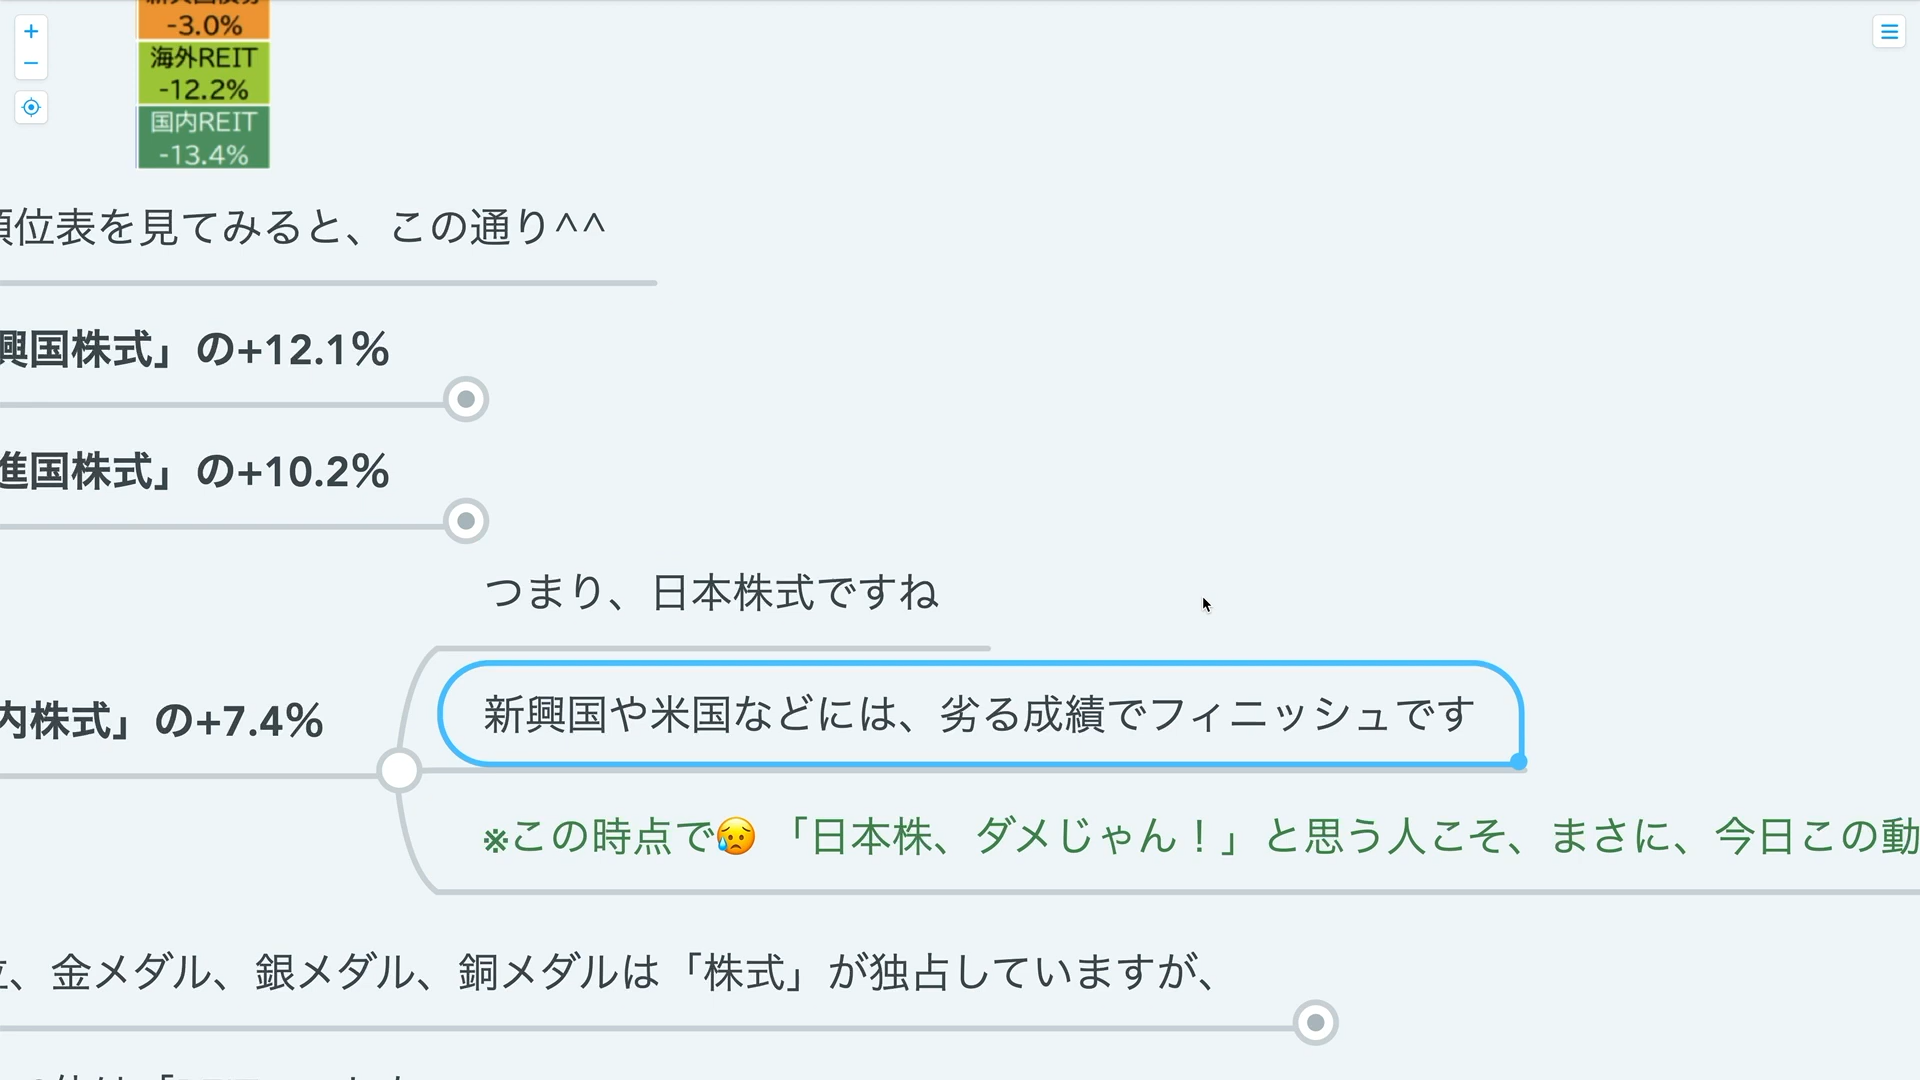 -3.0%
海外REIT
-12.2%
国内REIT
-13.4%
位表を見てみると、この通り^^
興国株式」の+12.1%
進国株式」の+10.2%
つまり、日本株式ですね
内株式」の+7.4%
新興国や米国などには、劣る成績でフィニッシュです
※この時点で😥「日本株、ダメじゃん！」と思う人こそ、まさに、今日この動
、金メダル、銀メダル、銅メダルは「株式」が独占していますが、